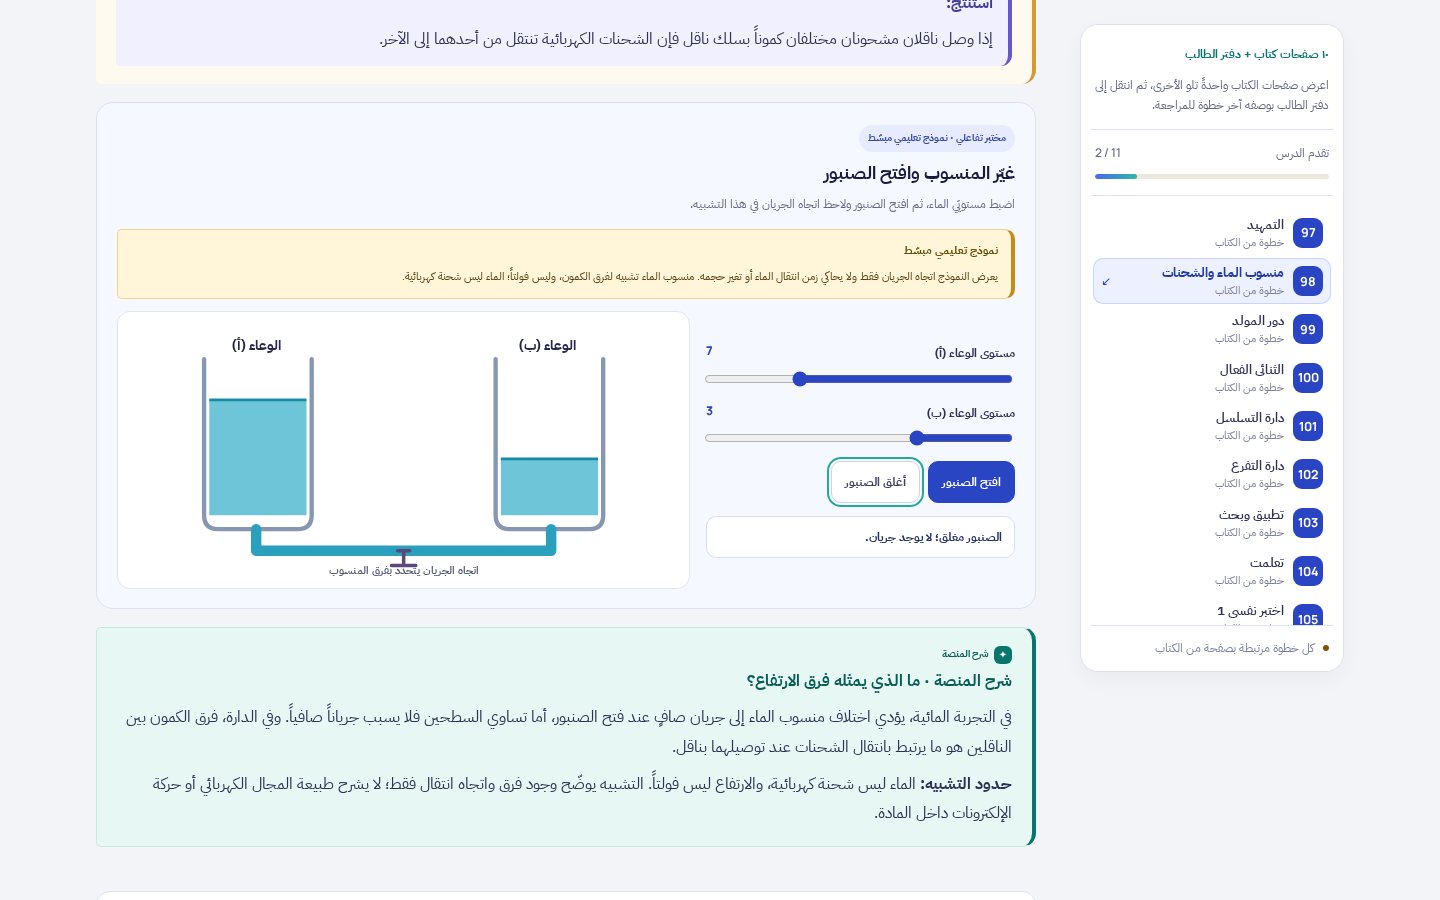 استنتج:
إذا وصل ناقلان مشحونان مختلفان كموناً بسلك ناقل فإن الشحنات الكهربائية تنتقل من أحدهما إلى الآخر.
مختبر تفاعلي · نموذج تعليمي مبسّط
غيّر المنسوب وافتح الصنبور
اضبط مستويَي الماء، ثم افتح الصنبور ولاحظ اتجاه الجريان في هذا التشبيه.
نموذج تعليمي مبسّط
يعرض النموذج اتجاه الجريان فقط ولا يحاكي زمن انتقال الماء أو تغير حجمه. منسوب الماء تشبيه لفرق الكمون، وليس فولتاً؛ الماء ليس شحنة كهربائية.
مستوى الوعاء (أ) 7
مستوى الوعاء (ب) 3
افتح الصنبور
أغلق الصنبور
الصنبور مغلق؛ لا يوجد جريان.
الوعاء (ب)
الوعاء (أ)
اتجاه الجريان يتحدد بفرق المنسوب
شرح المنصة
شرح المنصة · ما الذي يمثله فرق الارتفاع؟
في التجربة المائية، يؤدي اختلاف منسوب الماء إلى جريان صافٍ عند فتح الصنبور، أما تساوي السطحين فلا يسبب جرياناً صافياً. وفي الدارة، فرق الكمون بين
الناقلين هو ما يرتبط بانتقال الشحنات عند توصيلهما بناقل.
حدود التشبيه: الماء ليس شحنة كهربائية، والارتفاع ليس فولتاً. التشبيه يوضّح وجود فرق واتجاه انتقال فقط؛ لا يشرح طبيعة المجال الكهربائي أو حركة
الإلكترونات داخل المادة.
١٠ صفحات كتاب + دفتر الطالب
اعرض صفحات الكتاب واحدةً تلو الأخرى، ثم انتقل إلى
دفتر الطالب بوصفه آخر خطوة للمراجعة.
تقدم الدرس 2 / 11
97 التمهيد
خطوة من الكتاب
98 منسوب الماء والشحنات
خطوة من الكتاب
99 دور المولد
خطوة من الكتاب
100 الثنائي الفعال
خطوة من الكتاب
101 دارة التسلسل
خطوة من الكتاب
102 دارة التفرع
خطوة من الكتاب
103 تطبيق وبحث
خطوة من الكتاب
104 تعلمت
خطوة من الكتاب
105 اختبر نفسي 1
كل خطوة مرتبطة بصفحة من الكتاب